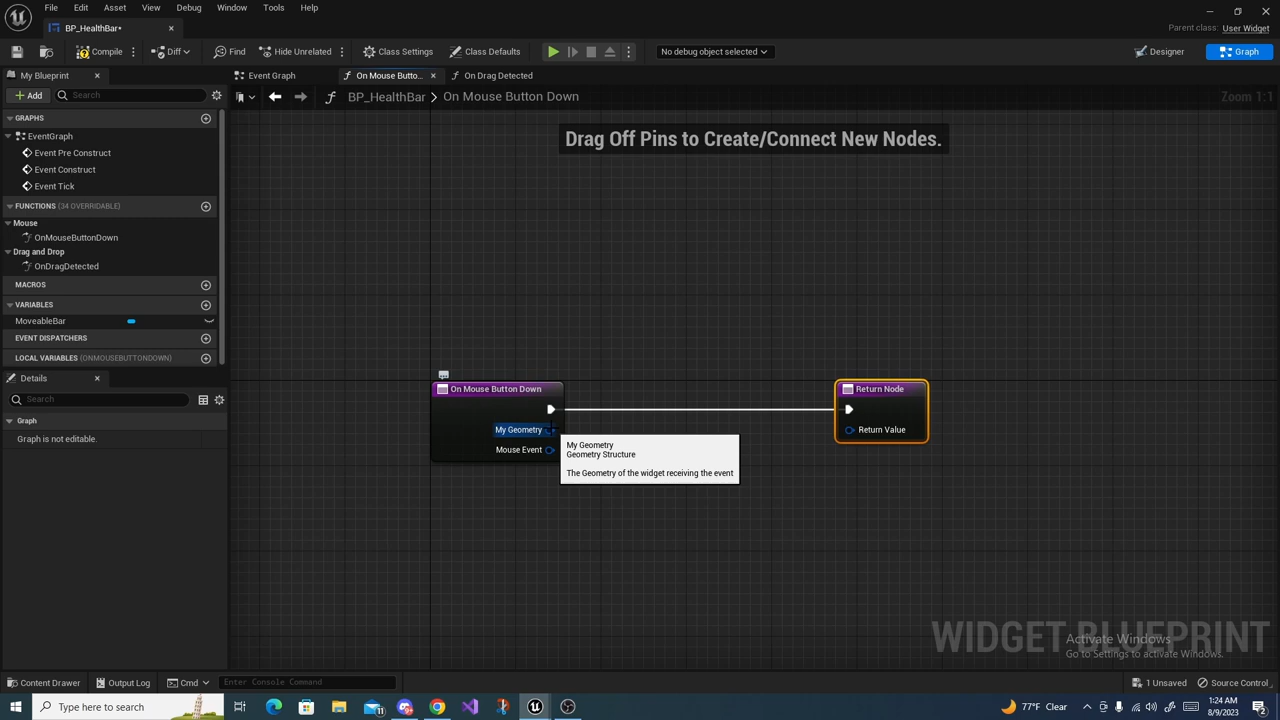 File Edit Asset View Debug Window Tools Help
BP_HealthBar*
Parent class: User Widget
Compile Diff Find Hide Unrelated Class Settings Class Defaults No debug object selected Designer Graph
My Blueprint
Event Graph On Mouse Butto... On Drag Detected
Add Search
BP_HealthBar > On Mouse Button Down
Zoom 1:1
GRAPHS
EventGraph
Event Pre Construct
Event Construct
Event Tick
FUNCTIONS (34 OVERRIDABLE)
Mouse
OnMouseButtonDown
Drag and Drop
OnDragDetected
MACROS
VARIABLES
MoveableBar
EVENT DISPATCHERS
LOCAL VARIABLES (ONMOUSEBUTTONDOWN)
Details
Search
Graph
Graph is not editable.
Drag Off Pins to Create/Connect New Nodes.
On Mouse Button Down
My Geometry
Mouse Event
My Geometry
Geometry Structure
The Geometry of the widget receiving the event
Return Node
Return Value
WIDGET BLUEPRINT
Activate Windows
Go to Settings to activate Windows.
Content Drawer Output Log Cmd Enter Console Command 1 Unsaved Source Control
Type here to search
77°F Clear
1:24 AM
8/9/2023